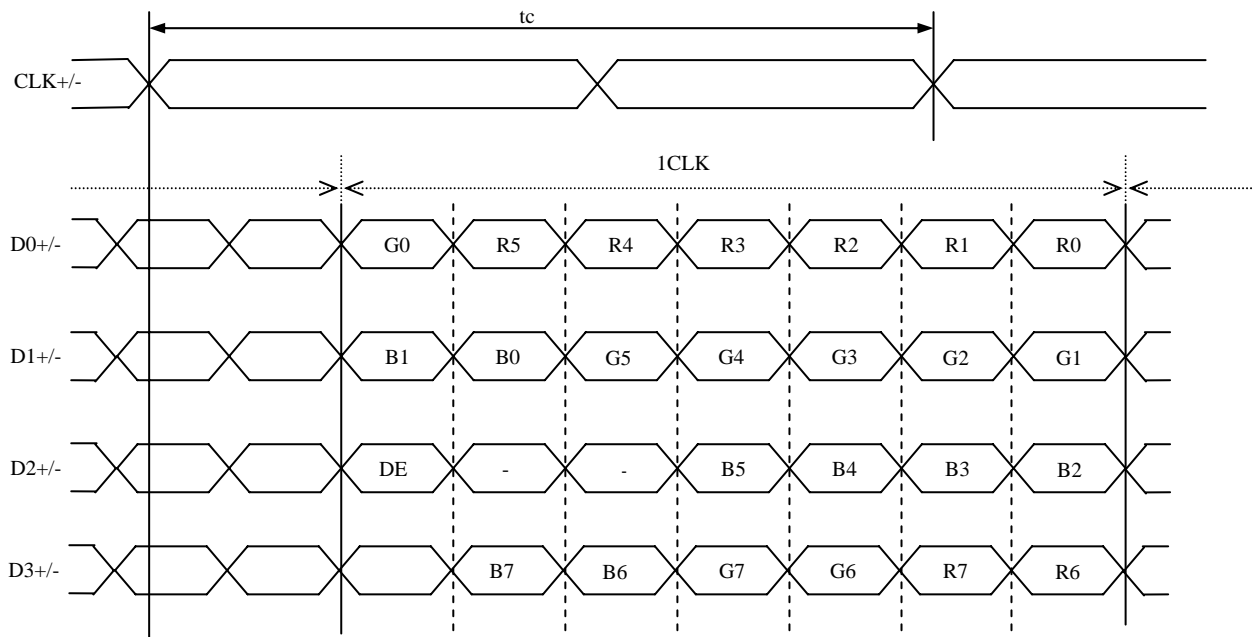 tc
CLK+/-
1CLK
D0+/- G0 R5 R4 R3 R2 R1 R0
D1+/- B1 B0 G5 G4 G3 G2 G1
D2+/- DE - - B5 B4 B3 B2
D3+/- B7 B6 G7 G6 R7 R6